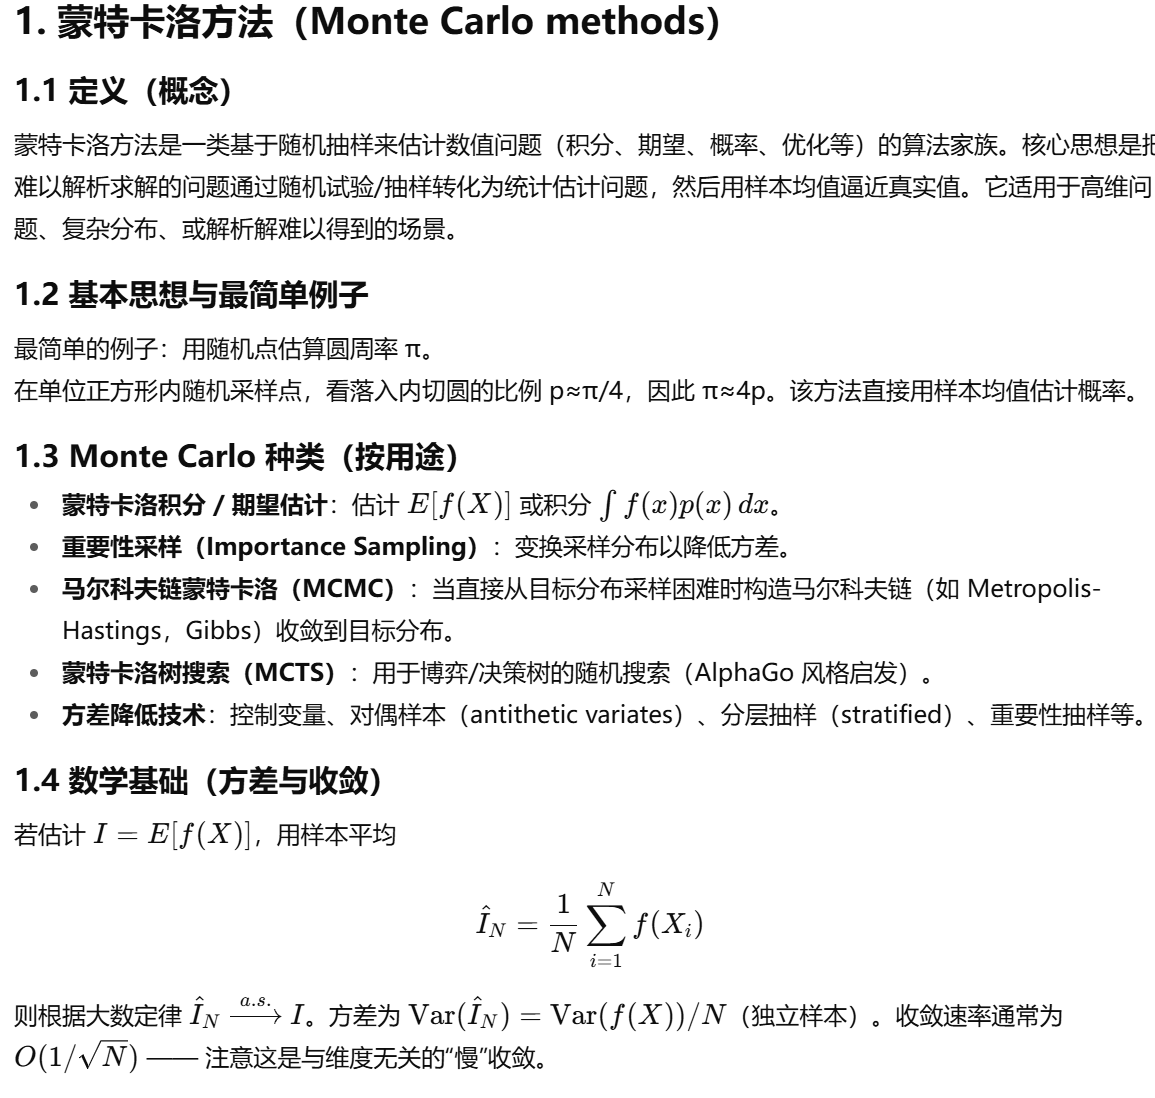 1. 蒙特卡洛方法（Monte Carlo methods）
1.1 定义（概念）
蒙特卡洛方法是一类基于随机抽样来估计数值问题（积分、期望、概率、优化等）的算法家族。核心思想是把
难以解析求解的问题通过随机试验/抽样转化为统计估计问题，然后用样本均值逼近真实值。它适用于高维问
题、复杂分布、或解析解难以得到的场景。
1.2 基本思想与最简单例子
最简单的例子：用随机点估算圆周率 π。
在单位正方形内随机采样点，看落入内切圆的比例 p≈π/4，因此 π≈4p。该方法直接用样本均值估计概率。
1.3 Monte Carlo 种类（按用途）
• 蒙特卡洛积分 / 期望估计：估计 E[f(X)] 或积分 ∫ f(x)p(x) dx。
• 重要性采样（Importance Sampling）：变换采样分布以降低方差。
• 马尔科夫链蒙特卡洛（MCMC）：当直接从目标分布采样困难时构造马尔科夫链（如 Metropolis-
Hastings，Gibbs）收敛到目标分布。
• 蒙特卡洛树搜索（MCTS）：用于博弈/决策树的随机搜索（AlphaGo 风格启发）。
• 方差降低技术：控制变量、对偶样本（antithetic variates）、分层抽样（stratified）、重要性抽样等。
1.4 数学基础（方差与收敛）
若估计 I = E[f(X)]，用样本平均
Î_N = \frac{1}{N} \sum_{i=1}^{N} f(X_i)
则根据大数定律 Î_N \xrightarrow{a.s.} I。方差为 Var(Î_N) = Var(f(X))/N（独立样本）。收敛速率通常为
O(1/√N) —— 注意这是与维度无关的“慢”收敛。